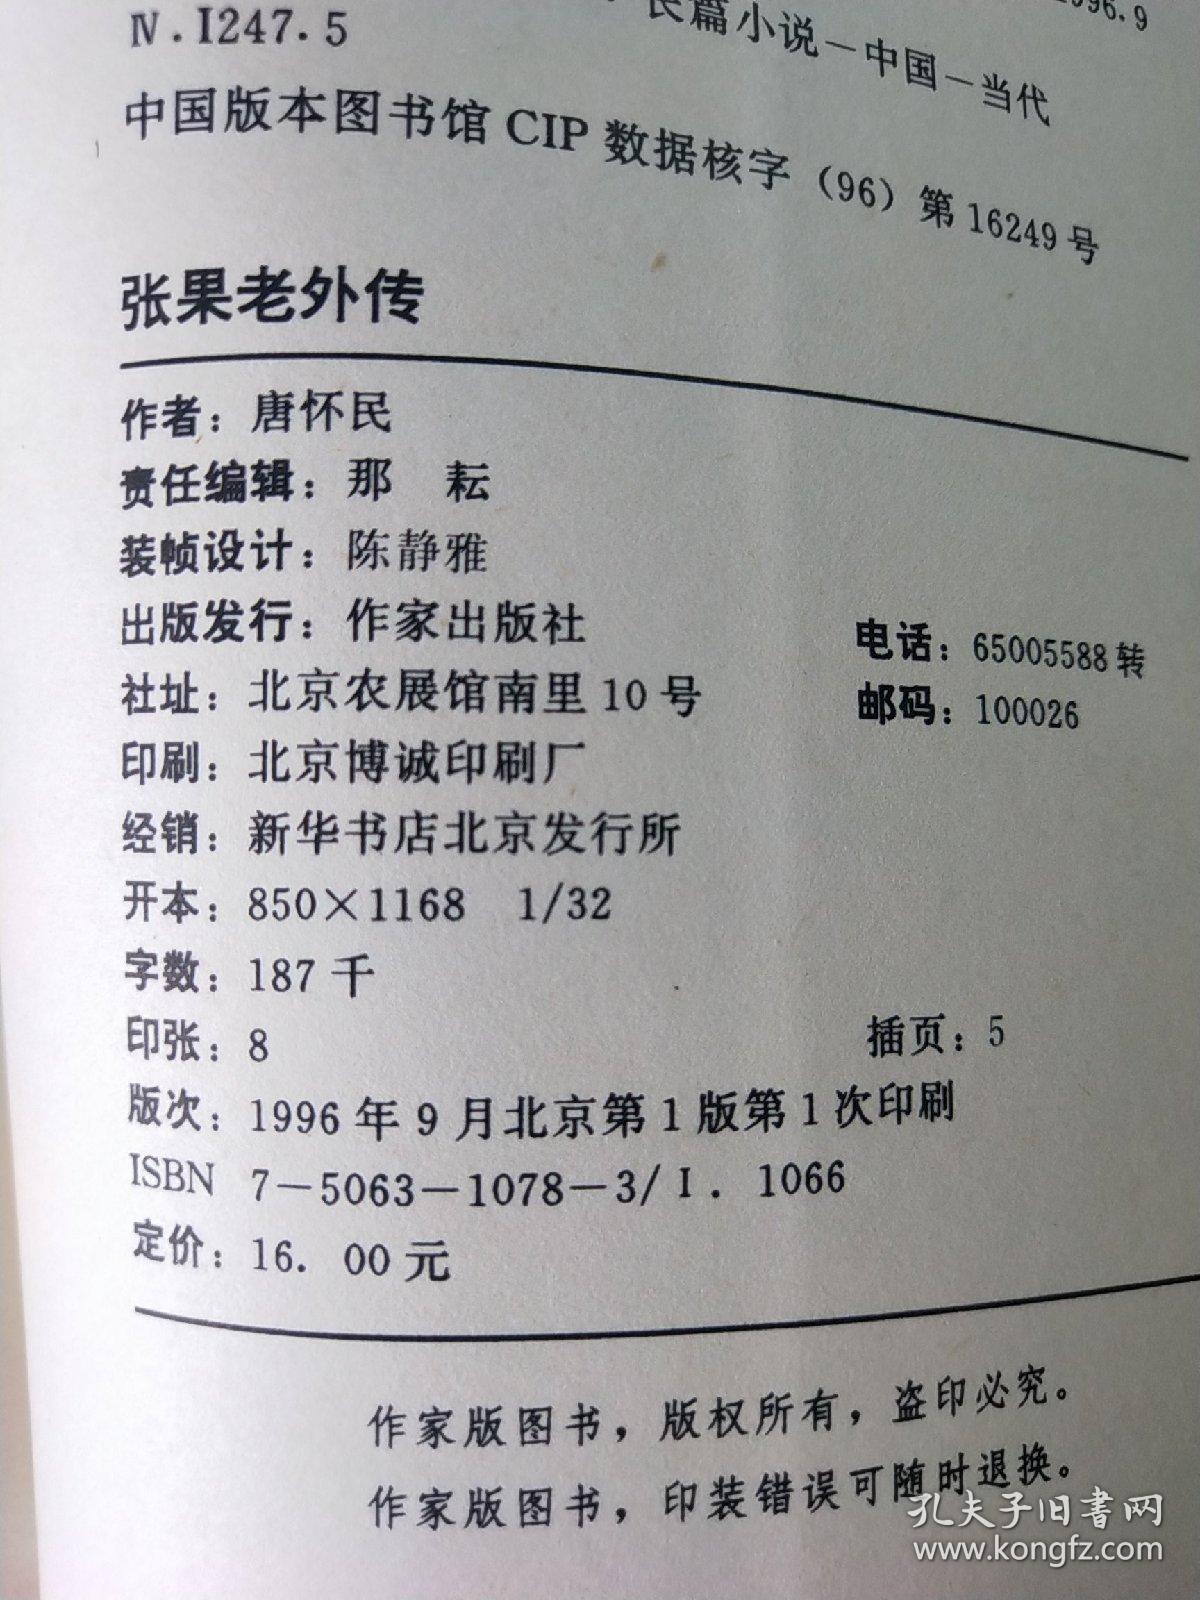 1996.9
长篇小说－中国－当代
Ⅳ.I247.5
中国版本图书馆 CIP 数据核字（96）第 16249 号
张果老外传
作者：唐怀民
责任编辑：那　耘
装帧设计：陈静雅
出版发行：作家出版社
社址：北京农展馆南里 10 号
电话：65005588 转
邮码：100026
印刷：北京博诚印刷厂
经销：新华书店北京发行所
开本：850×1168　1/32
字数：187 千
印张：8
插页：5
版次：1996 年 9 月北京第 1 版第 1 次印刷
ISBN　7－5063－1078－3/Ⅰ. 1066
定价：16. 00 元
作家版图书，版权所有，盗印必究。
作家版图书，印装错误可随时退换。
孔夫子旧書网
www.kongfz.com